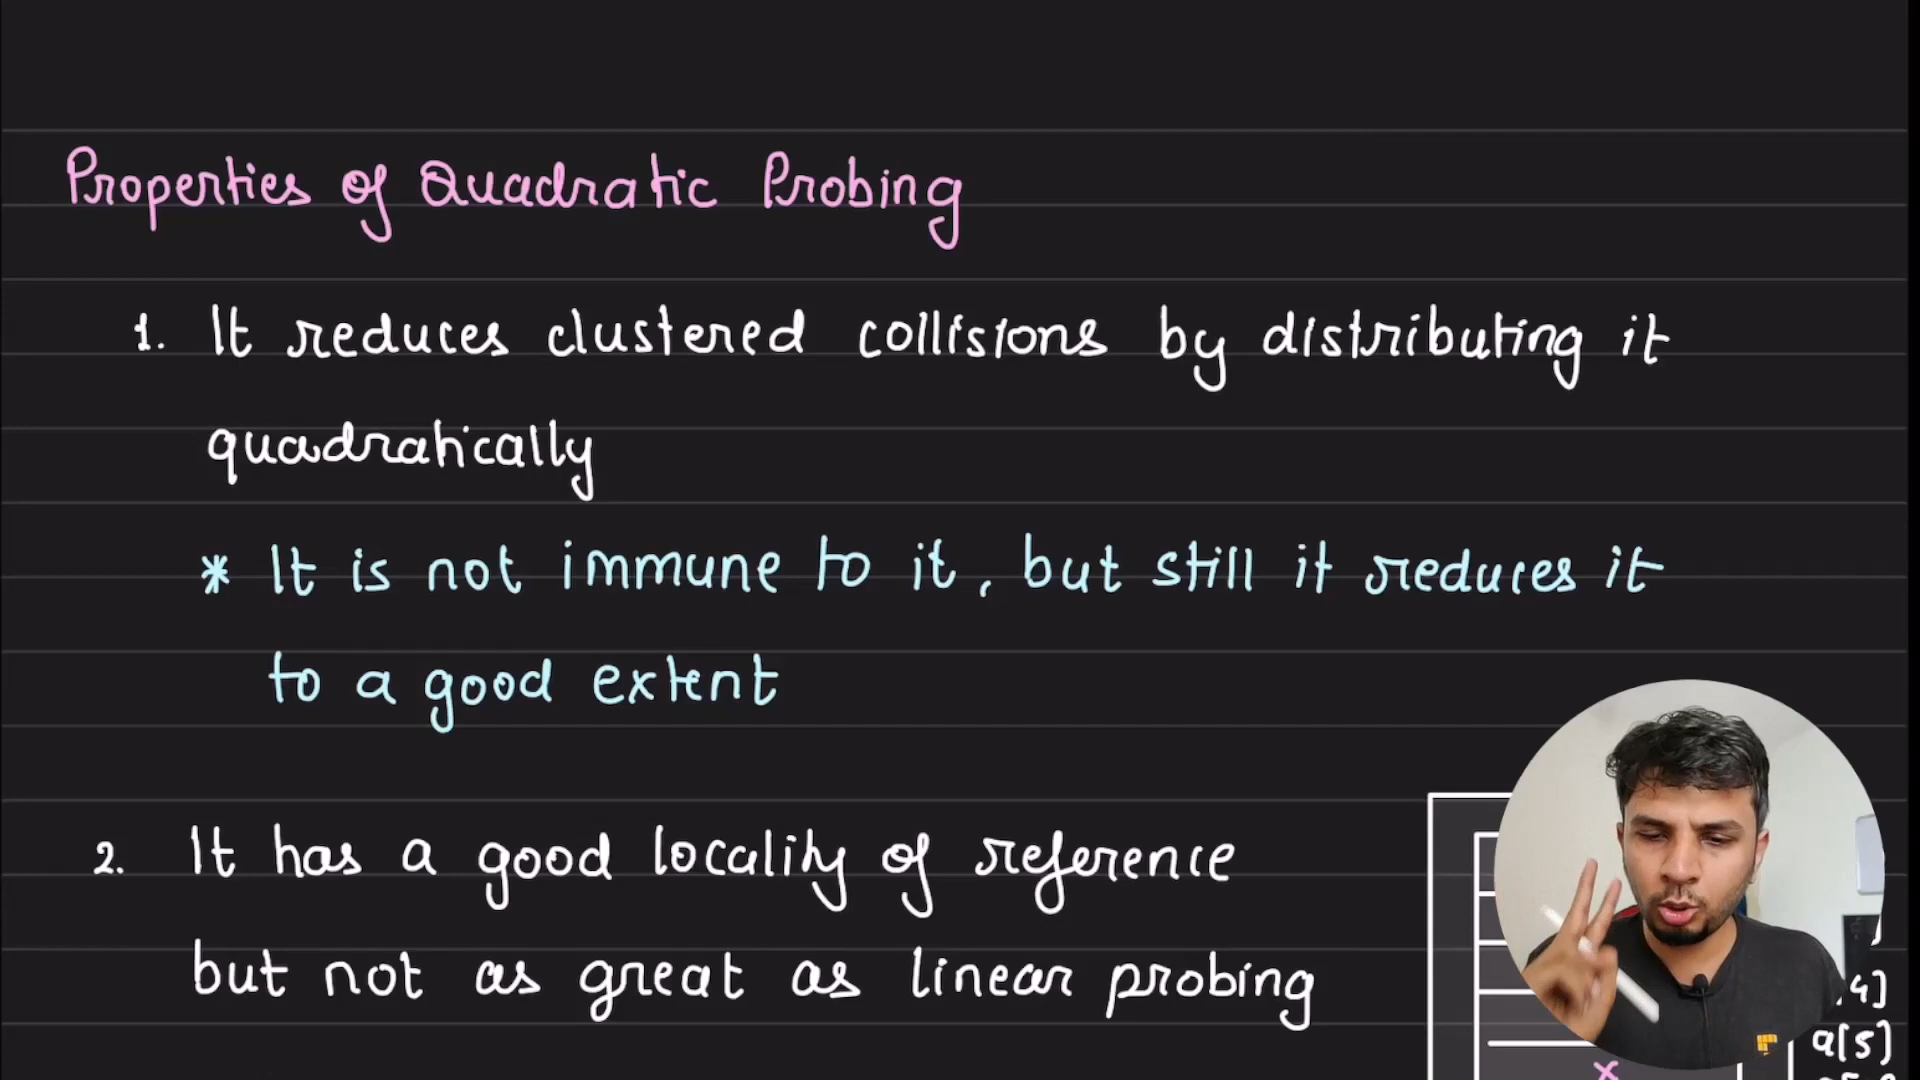 Properties of Quadratic Probing
1. It reduces clustered collisions by distributing it
quadratically
* It is not immune to it, but still it reduces it
to a good extent
2. It has a good locality of reference
but not as great as linear probing
4]
a[5]
x